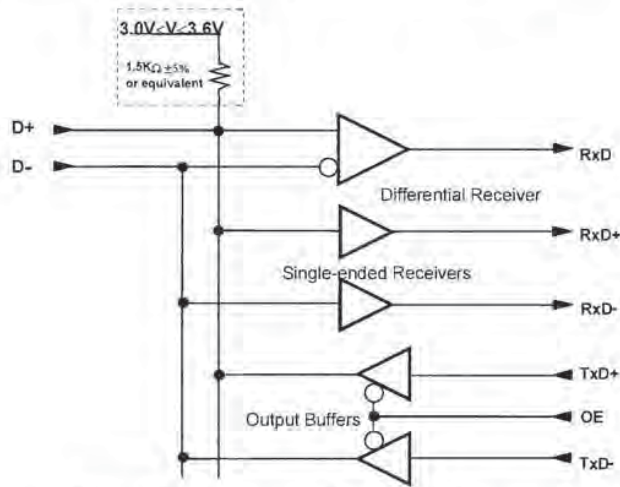 3.0V<V<3.6V
1.5KΩ ±5%
or equivalent
D+
D-
RxD
Differential Receiver
RxD+
Single-ended Receivers
RxD-
TxD+
Output Buffers
OE
TxD-